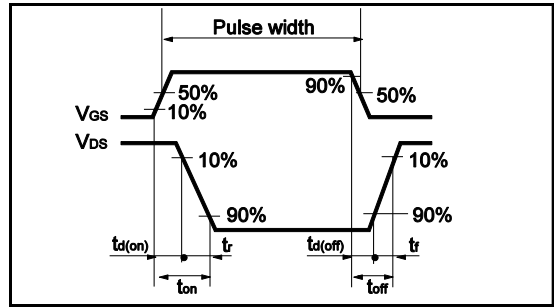 Pulse width
90%
50%
50%
10%
VGS
VDS
10%
10%
90%
90%
td(on)
tr
td(off)
tf
ton
toff